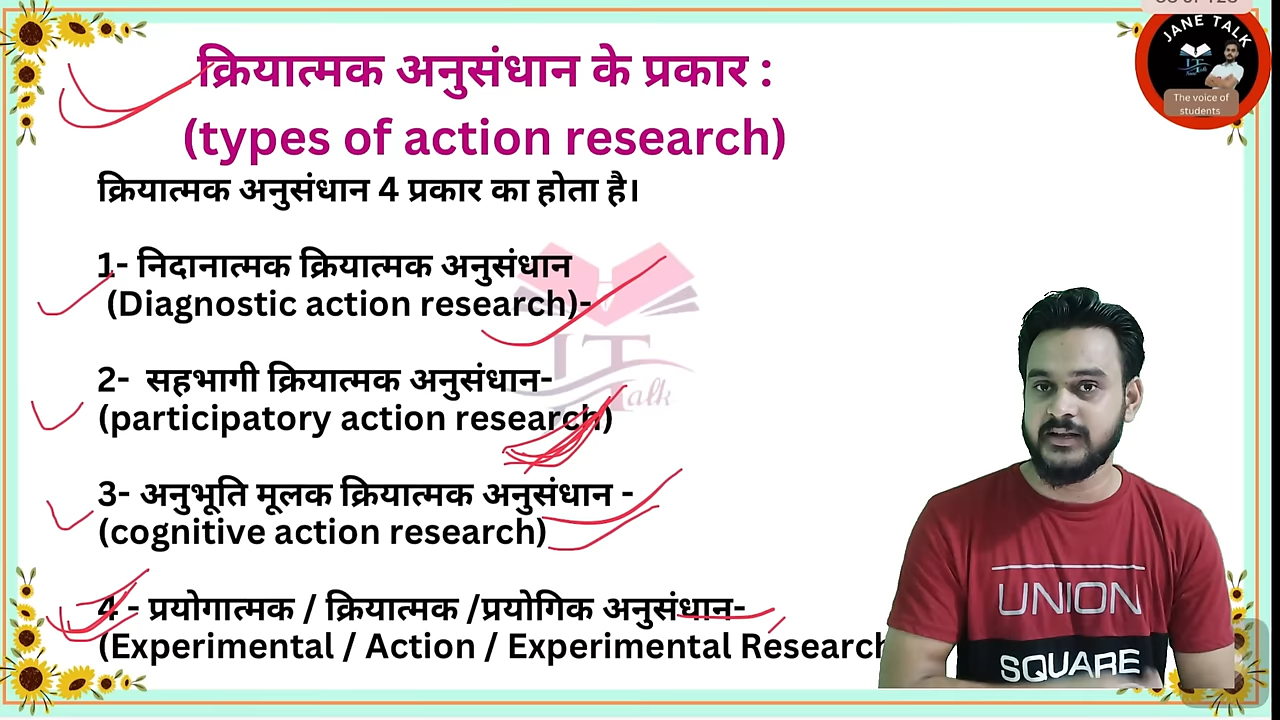 क्रियात्मक अनुसंधान के प्रकार :
(types of action research)
क्रियात्मक अनुसंधान 4 प्रकार का होता है।
1- निदानात्मक क्रियात्मक अनुसंधान
(Diagnostic action research)-
2- सहभागी क्रियात्मक अनुसंधान-
(participatory action research)
3- अनुभूति मूलक क्रियात्मक अनुसंधान -
(cognitive action research)
4 - प्रयोगात्मक / क्रियात्मक /प्रयोगिक अनुसंधान-
(Experimental / Action / Experimental Research
JANE TALK
The voice of
students
JT
Talk
UNION
SQUARE